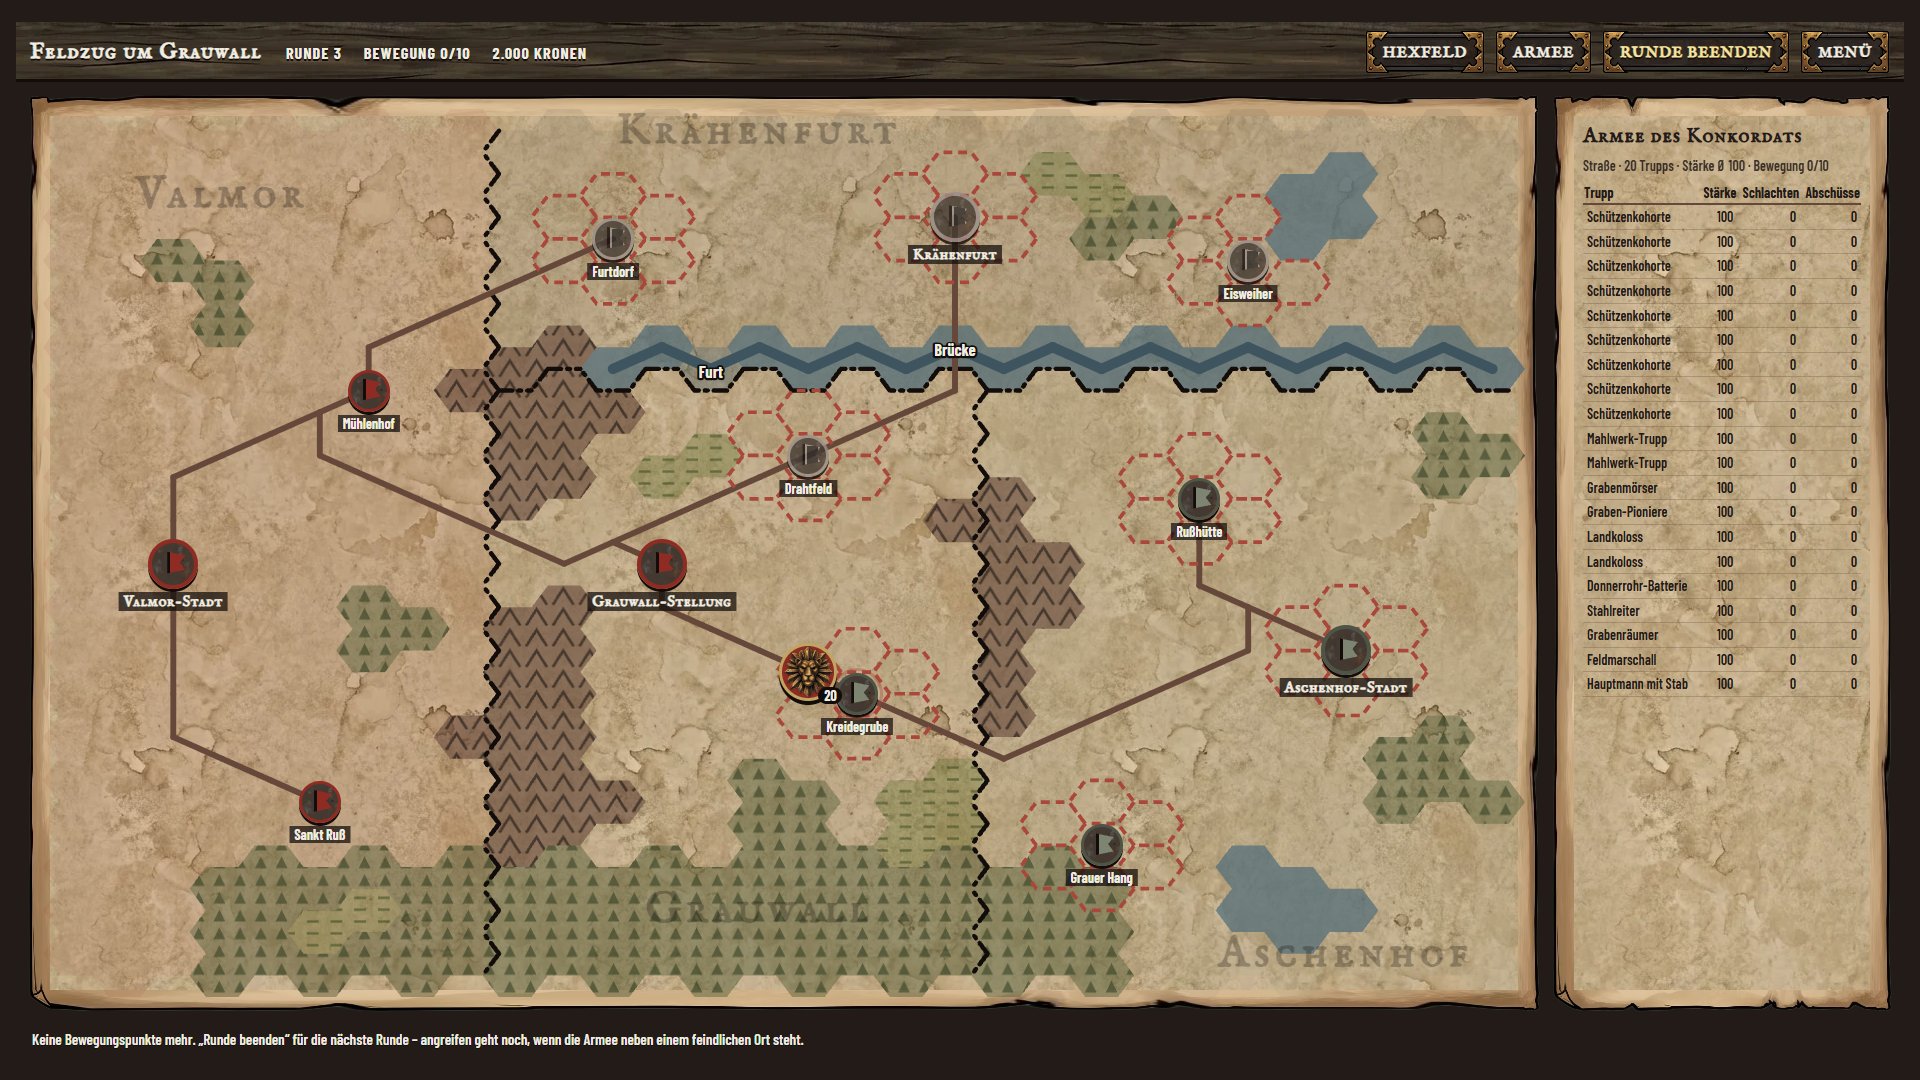 Feldzug um Grauwall
RUNDE 3
BEWEGUNG 0/10
2.000 KRONEN
HEXFELD
ARMEE
RUNDE BEENDEN
MENÜ
Krähenfurt
Valmor
Furtdorf
Krähenfurt
Eisweiher
Brücke
Furt
Mühlenhof
Drahtfeld
Rußhütte
Valmor-Stadt
Grauwall-Stellung
Aschenhof-Stadt
20
Kreidegrube
Sankt Ruß
Grauer Hang
Grauwall
Aschenhof
Armee des Konkordats
Straße · 20 Trupps · Stärke Ø 100 · Bewegung 0/10
Trupp Stärke Schlachten Abschüsse
Schützenkohorte 100 0 0
Schützenkohorte 100 0 0
Schützenkohorte 100 0 0
Schützenkohorte 100 0 0
Schützenkohorte 100 0 0
Schützenkohorte 100 0 0
Schützenkohorte 100 0 0
Schützenkohorte 100 0 0
Schützenkohorte 100 0 0
Mahlwerk-Trupp 100 0 0
Mahlwerk-Trupp 100 0 0
Grabenmörser 100 0 0
Graben-Pioniere 100 0 0
Landkoloss 100 0 0
Landkoloss 100 0 0
Donnerrohr-Batterie 100 0 0
Stahlreiter 100 0 0
Grabenräumer 100 0 0
Feldmarschall 100 0 0
Hauptmann mit Stab 100 0 0
Keine Bewegungspunkte mehr. „Runde beenden“ für die nächste Runde – angreifen geht noch, wenn die Armee neben einem feindlichen Ort steht.